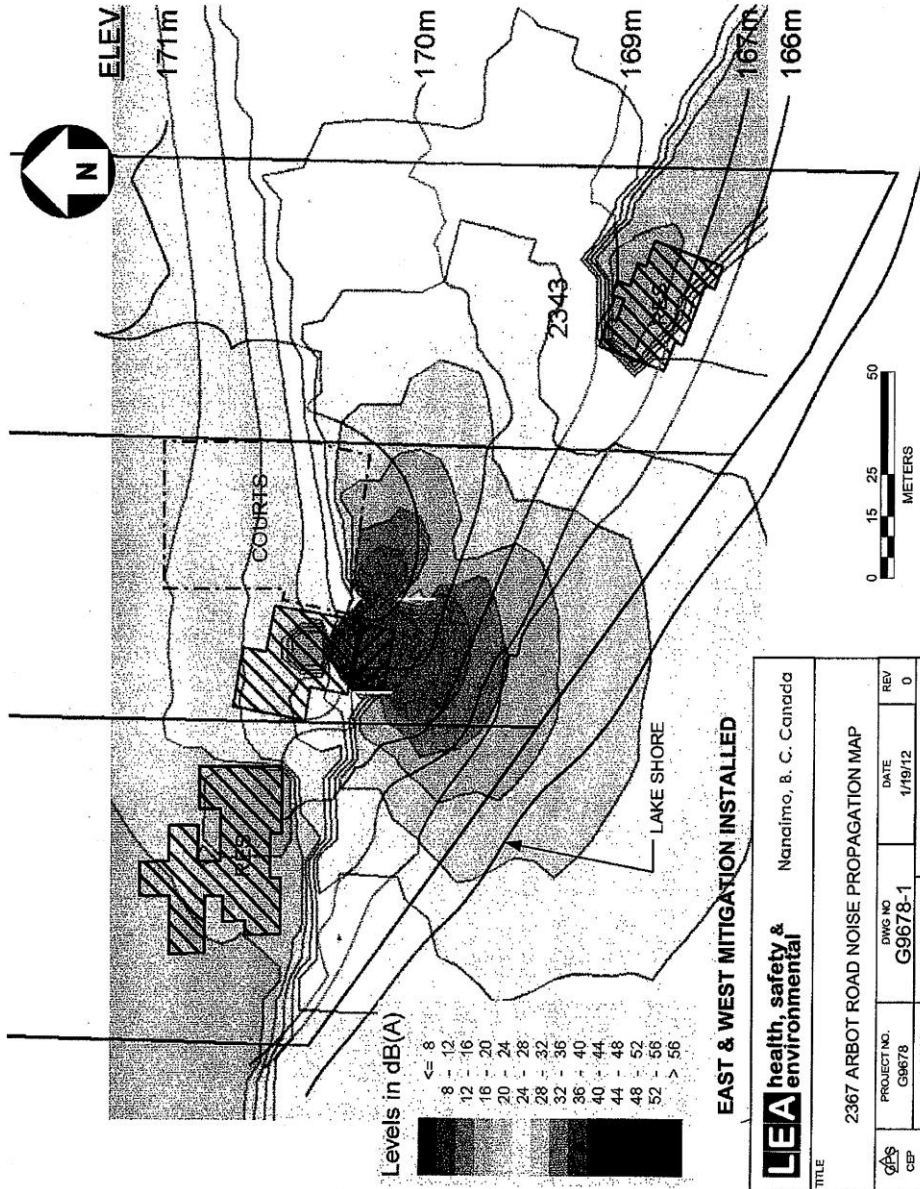 N
ELEV
171m
170m
169m
167m
166m
COURTS
2343
RES
RES
LAKE SHORE
Levels in dB(A)
<= 8
8 - 12
12 - 16
16 - 20
20 - 24
24 - 28
28 - 32
32 - 36
36 - 40
40 - 44
44 - 48
48 - 52
52 - 56
> 56
EAST & WEST MITIGATION INSTALLED
0 15 25 50
METERS
LEA health, safety & environmental Nanaimo, B. C. Canada
TITLE
2367 ARBOT ROAD NOISE PROPAGATION MAP
PROJECT NO. G9678
DWG NO G9678-1
DATE 1/19/12
REV 0
CEP